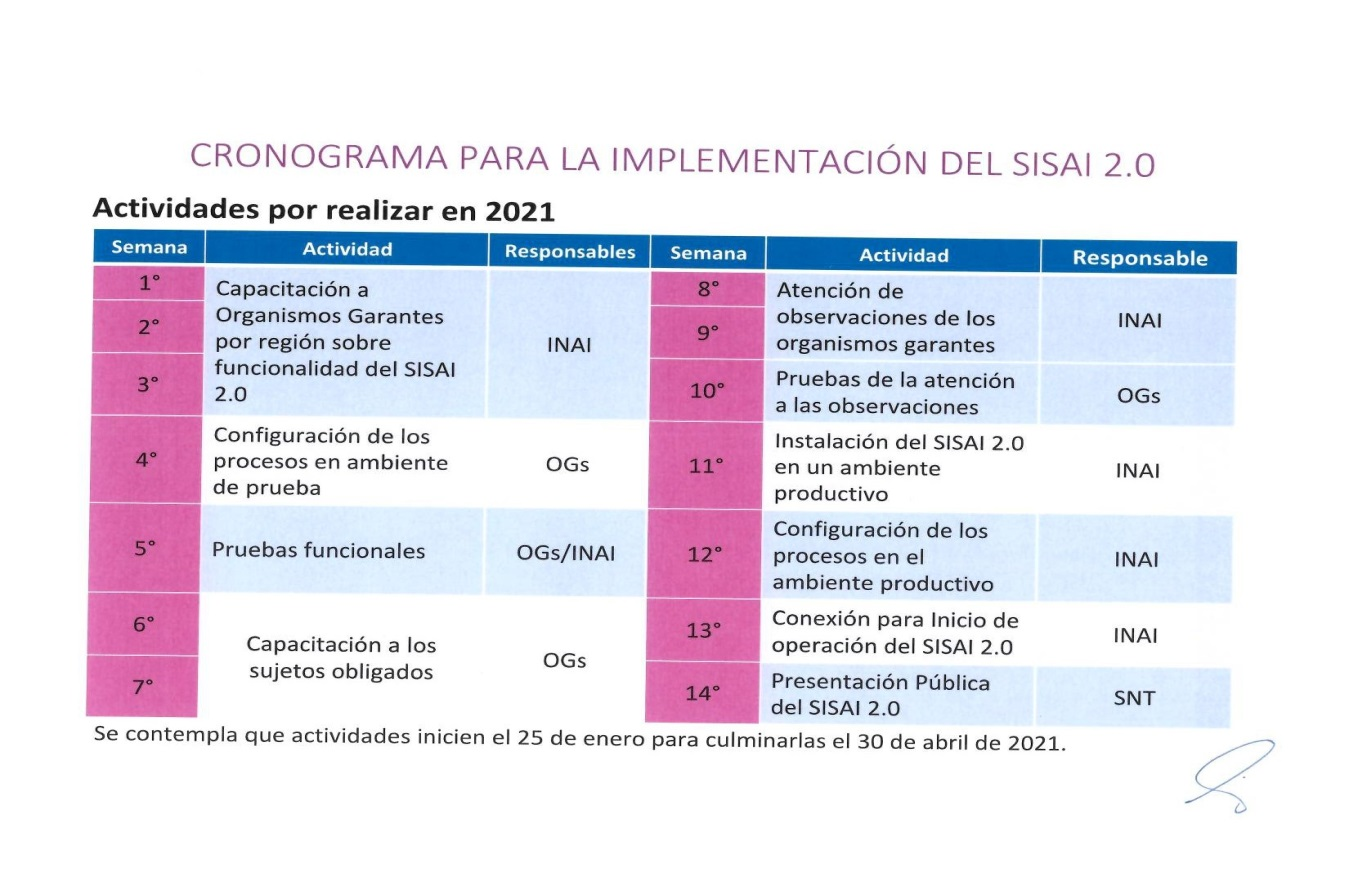 CRONOGRAMA PARA LA IMPLEMENTACIÓN DEL SISAI 2.0
Actividades por realizar en 2021
Semana Actividad Responsables Semana Actividad Responsable
1°
2°
3°
Capacitación a
Organismos Garantes
por región sobre
funcionalidad del SISAI
2.0
INAI
4°
Configuración de los
procesos en ambiente
de prueba
OGs
5°
Pruebas funcionales
OGs/INAI
6°
7°
Capacitación a los
sujetos obligados
OGs
8°
9°
Atención de
observaciones de los
organismos garantes
INAI
10°
Pruebas de la atención
a las observaciones
OGs
11°
Instalación del SISAI 2.0
en un ambiente
productivo
INAI
12°
Configuración de los
procesos en el
ambiente productivo
INAI
13°
Conexión para Inicio de
operación del SISAI 2.0
INAI
14°
Presentación Pública
del SISAI 2.0
SNT
Se contempla que actividades inicien el 25 de enero para culminarlas el 30 de abril de 2021.